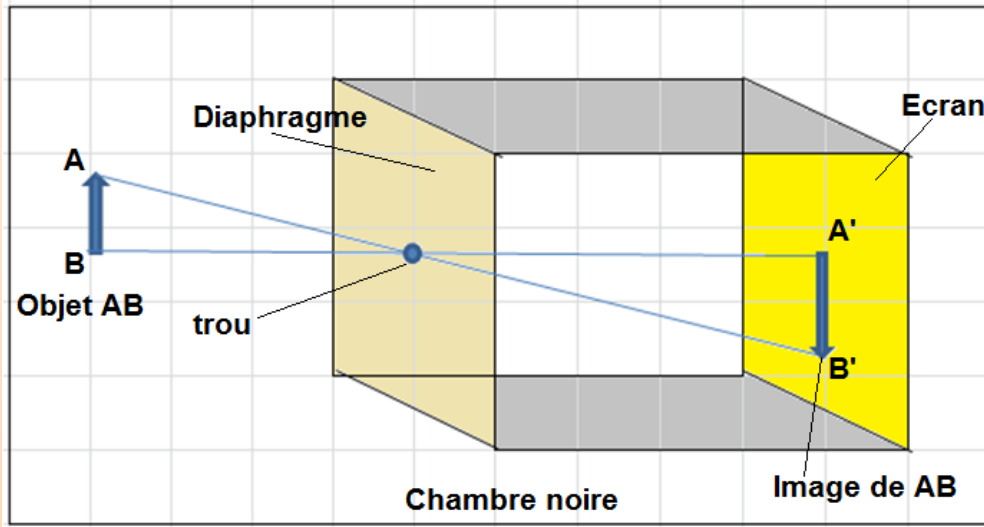 Ecran
Diaphragme
A
A'
B
Objet AB
trou
B'
Image de AB
Chambre noire